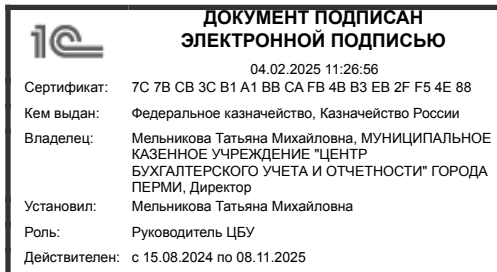 1С
ДОКУМЕНТ ПОДПИСАН
ЭЛЕКТРОННОЙ ПОДПИСЬЮ
04.02.2025 11:26:56
Сертификат: 7C 7B CB 3C B1 A1 BB CA FB 4B B3 EB 2F F5 4E 88
Кем выдан: Федеральное казначейство, Казначейство России
Владелец: Мельникова Татьяна Михайловна, МУНИЦИПАЛЬНОЕ
КАЗЕННОЕ УЧРЕЖДЕНИЕ "ЦЕНТР
БУХГАЛТЕРСКОГО УЧЕТА И ОТЧЕТНОСТИ" ГОРОДА
ПЕРМИ, Директор
Установил: Мельникова Татьяна Михайловна
Роль: Руководитель ЦБУ
Действителен: с 15.08.2024 по 08.11.2025